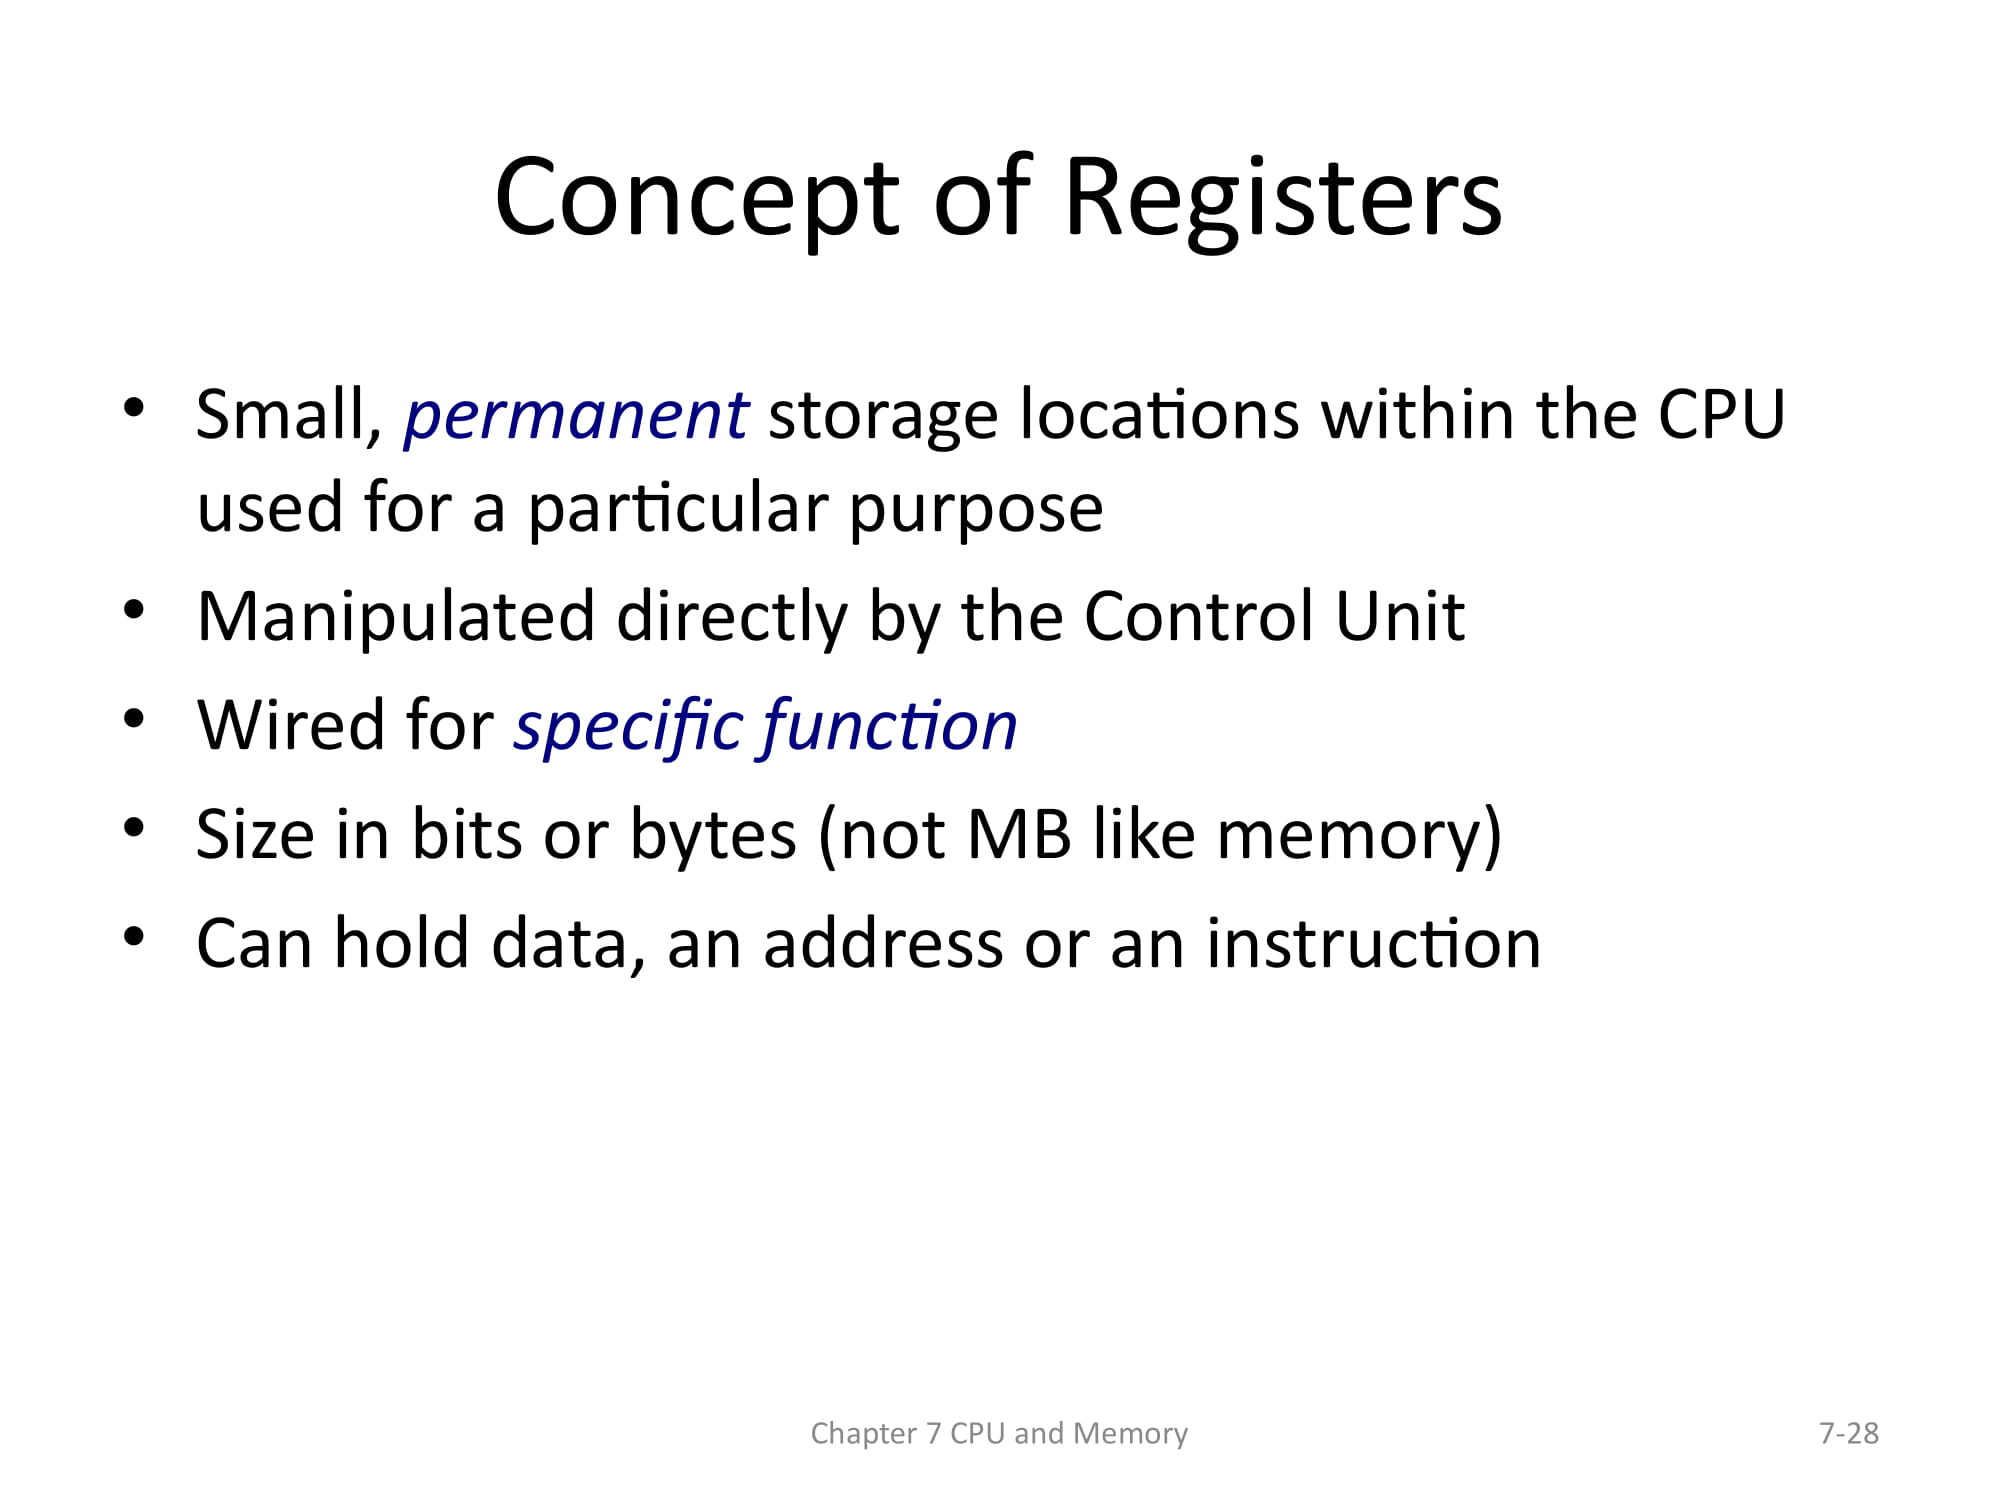 Concept of Registers
• Small, permanent storage locations within the CPU
used for a particular purpose
• Manipulated directly by the Control Unit
• Wired for specific function
• Size in bits or bytes (not MB like memory)
• Can hold data, an address or an instruction
Chapter 7 CPU and Memory
7-28